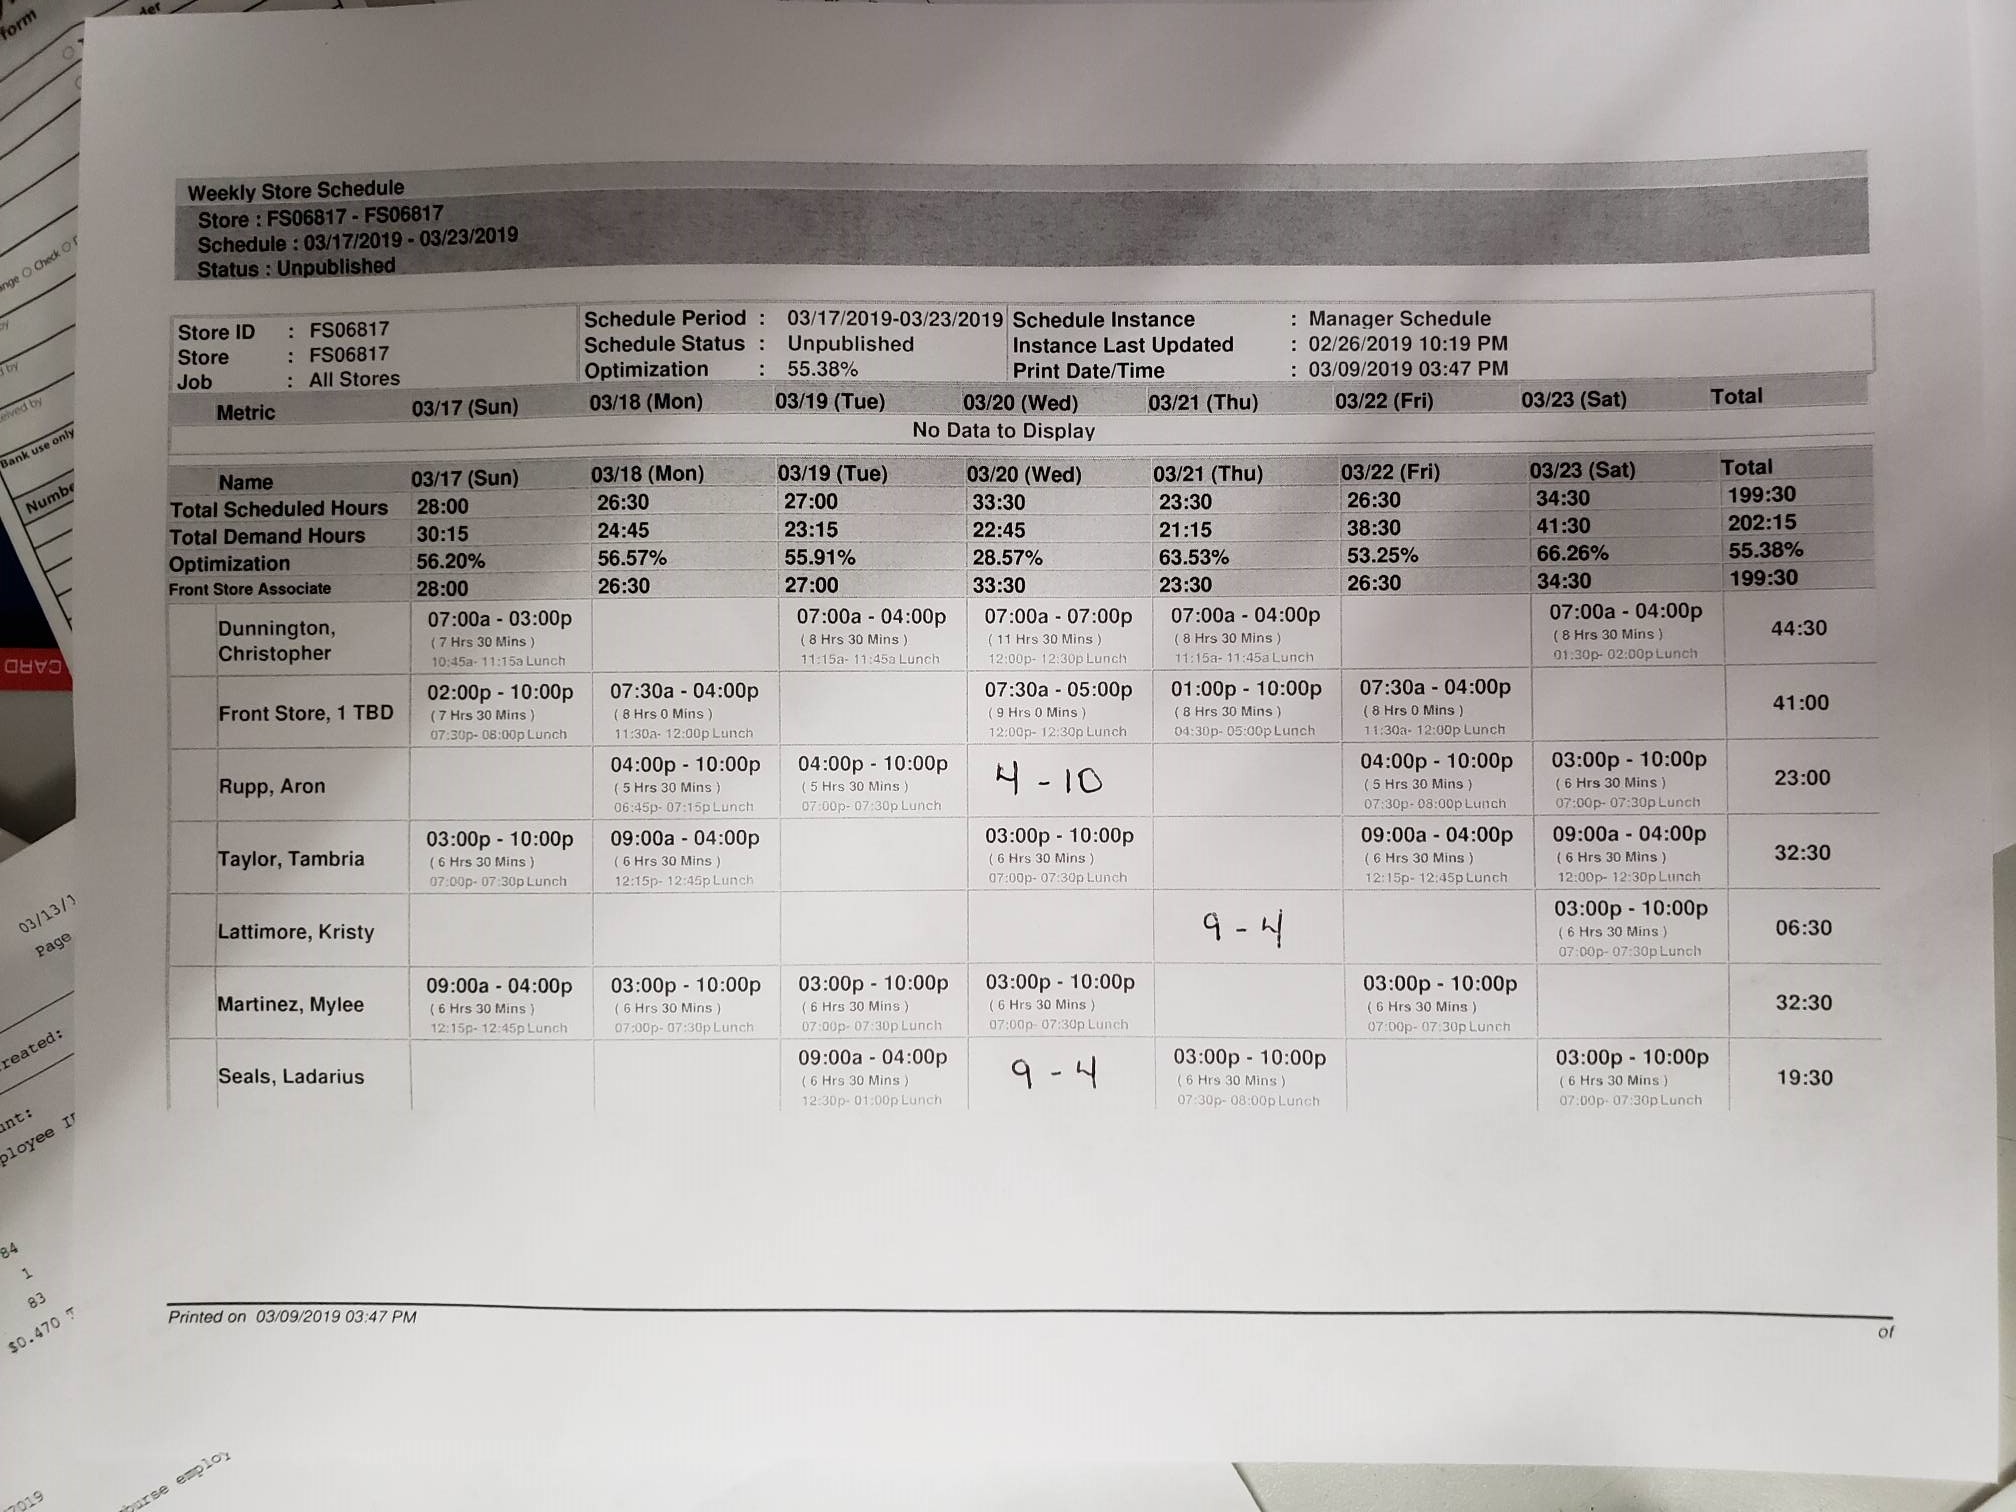 Weekly Store Schedule
Store : FS06817 - FS06817
Schedule : 03/17/2019 - 03/23/2019
Status : Unpublished
Store ID : FS06817 Schedule Period : 03/17/2019-03/23/2019 Schedule Instance : Manager Schedule
Store : FS06817 Schedule Status : Unpublished Instance Last Updated : 02/26/2019 10:19 PM
Job : All Stores Optimization : 55.38% Print Date/Time : 03/09/2019 03:47 PM
Metric 03/17 (Sun) 03/18 (Mon) 03/19 (Tue) 03/20 (Wed) 03/21 (Thu) 03/22 (Fri) 03/23 (Sat) Total
No Data to Display
Name 03/17 (Sun) 03/18 (Mon) 03/19 (Tue) 03/20 (Wed) 03/21 (Thu) 03/22 (Fri) 03/23 (Sat) Total
Total Scheduled Hours 28:00 26:30 27:00 33:30 23:30 26:30 34:30 199:30
Total Demand Hours 30:15 24:45 23:15 22:45 21:15 38:30 41:30 202:15
Optimization 56.20% 56.57% 55.91% 28.57% 63.53% 53.25% 66.26% 55.38%
Front Store Associate 28:00 26:30 27:00 33:30 23:30 26:30 34:30 199:30
Dunnington, Christopher 44:30
07:00a - 03:00p 07:00a - 04:00p 07:00a - 07:00p 07:00a - 04:00p 07:00a - 04:00p
( 7 Hrs 30 Mins ) ( 8 Hrs 30 Mins ) ( 11 Hrs 30 Mins ) ( 8 Hrs 30 Mins ) ( 8 Hrs 30 Mins )
10:45a- 11:15a Lunch 11:15a- 11:45a Lunch 12:00p- 12:30p Lunch 11:15a- 11:45a Lunch 01:30p- 02:00p Lunch
Front Store, 1 TBD 41:00
02:00p - 10:00p 07:30a - 04:00p 07:30a - 05:00p 01:00p - 10:00p 07:30a - 04:00p
( 7 Hrs 30 Mins ) ( 8 Hrs 0 Mins ) ( 9 Hrs 0 Mins ) ( 8 Hrs 30 Mins ) ( 8 Hrs 0 Mins )
07:30p- 08:00p Lunch 11:30a- 12:00p Lunch 12:00p- 12:30p Lunch 04:30p- 05:00p Lunch 11:30a- 12:00p Lunch
Rupp, Aron 23:00
04:00p - 10:00p 04:00p - 10:00p 4 - 10 04:00p - 10:00p 03:00p - 10:00p
( 5 Hrs 30 Mins ) ( 5 Hrs 30 Mins ) ( 5 Hrs 30 Mins ) ( 6 Hrs 30 Mins )
06:45p- 07:15p Lunch 07:00p- 07:30p Lunch 07:30p- 08:00p Lunch 07:00p- 07:30p Lunch
Taylor, Tambria 32:30
03:00p - 10:00p 09:00a - 04:00p 03:00p - 10:00p 09:00a - 04:00p 09:00a - 04:00p
( 6 Hrs 30 Mins ) ( 6 Hrs 30 Mins ) ( 6 Hrs 30 Mins ) ( 6 Hrs 30 Mins ) ( 6 Hrs 30 Mins )
07:00p- 07:30p Lunch 12:15p- 12:45p Lunch 07:00p- 07:30p Lunch 12:15p- 12:45p Lunch 12:00p- 12:30p Lunch
Lattimore, Kristy 06:30
9 - 4 03:00p - 10:00p
( 6 Hrs 30 Mins )
07:00p- 07:30p Lunch
Martinez, Mylee 32:30
09:00a - 04:00p 03:00p - 10:00p 03:00p - 10:00p 03:00p - 10:00p 03:00p - 10:00p
( 6 Hrs 30 Mins ) ( 6 Hrs 30 Mins ) ( 6 Hrs 30 Mins ) ( 6 Hrs 30 Mins ) ( 6 Hrs 30 Mins )
12:15p- 12:45p Lunch 07:00p- 07:30p Lunch 07:00p- 07:30p Lunch 07:00p- 07:30p Lunch 07:00p- 07:30p Lunch
Seals, Ladarius 19:30
09:00a - 04:00p 9 - 4 03:00p - 10:00p 03:00p - 10:00p
( 6 Hrs 30 Mins ) ( 6 Hrs 30 Mins ) ( 6 Hrs 30 Mins )
12:30p- 01:00p Lunch 07:30p- 08:00p Lunch 07:00p- 07:30p Lunch
Printed on 03/09/2019 03:47 PM
of
form
Check
Bank use only
CARD
Page
84
1
83
$0.470